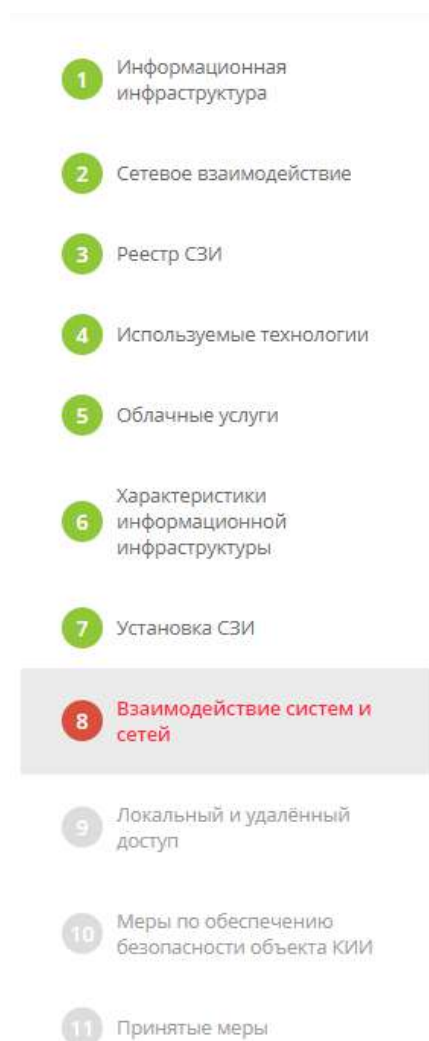 1
Информационная
инфраструктура
2
Сетевое взаимодействие
3
Реестр СЗИ
4
Используемые технологии
5
Облачные услуги
6
Характеристики
информационной
инфраструктуры
7
Установка СЗИ
8
Взаимодействие систем и
сетей
9
Локальный и удалённый
доступ
10
Меры по обеспечению
безопасности объекта КИИ
11
Принятые меры